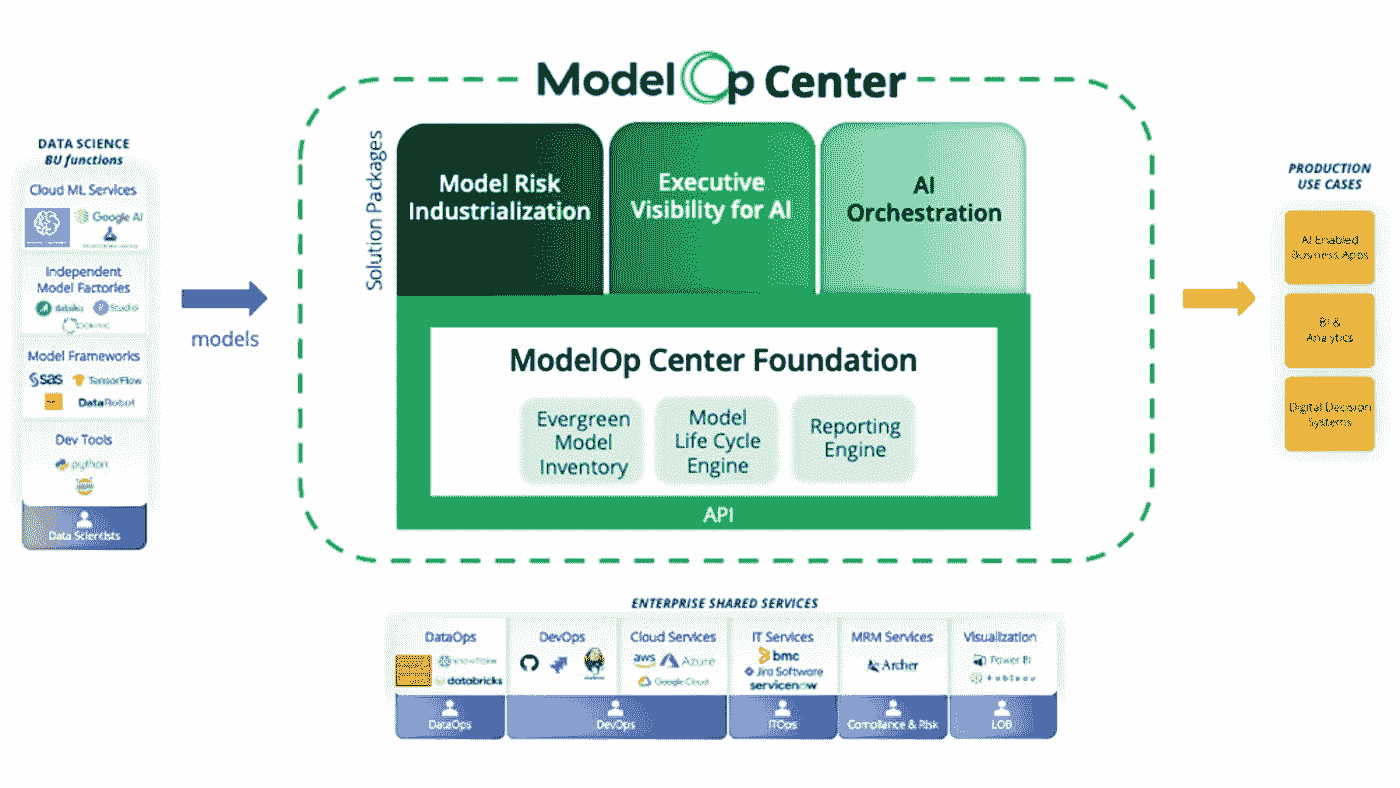 ModelOp Center
DATA SCIENCE
BU functions
Cloud ML Services
Google AI
Independent
Model Factories
dataiku
Studio
Model Frameworks
sas
TensorFlow
DataRobot
Dev Tools
python
Data Scientists
models
Solution Packages
Model Risk
Industrialization
Executive
Visibility for AI
AI
Orchestration
ModelOp Center Foundation
Evergreen
Model
Inventory
Model
Life Cycle
Engine
Reporting
Engine
API
PRODUCTION
USE CASES
AI Enabled
Business Apps
BI &
Analytics
Digital Decision
Systems
ENTERPRISE SHARED SERVICES
DataOps
snowflake
databricks
DataOps
DevOps
Cloud Services
aws
Azure
Google Cloud
DevOps
IT Services
bmc
Jira Software
servicenow
ITOps
MRM Services
Archer
Compliance & Risk
Visualization
Power BI
tableau
LOB